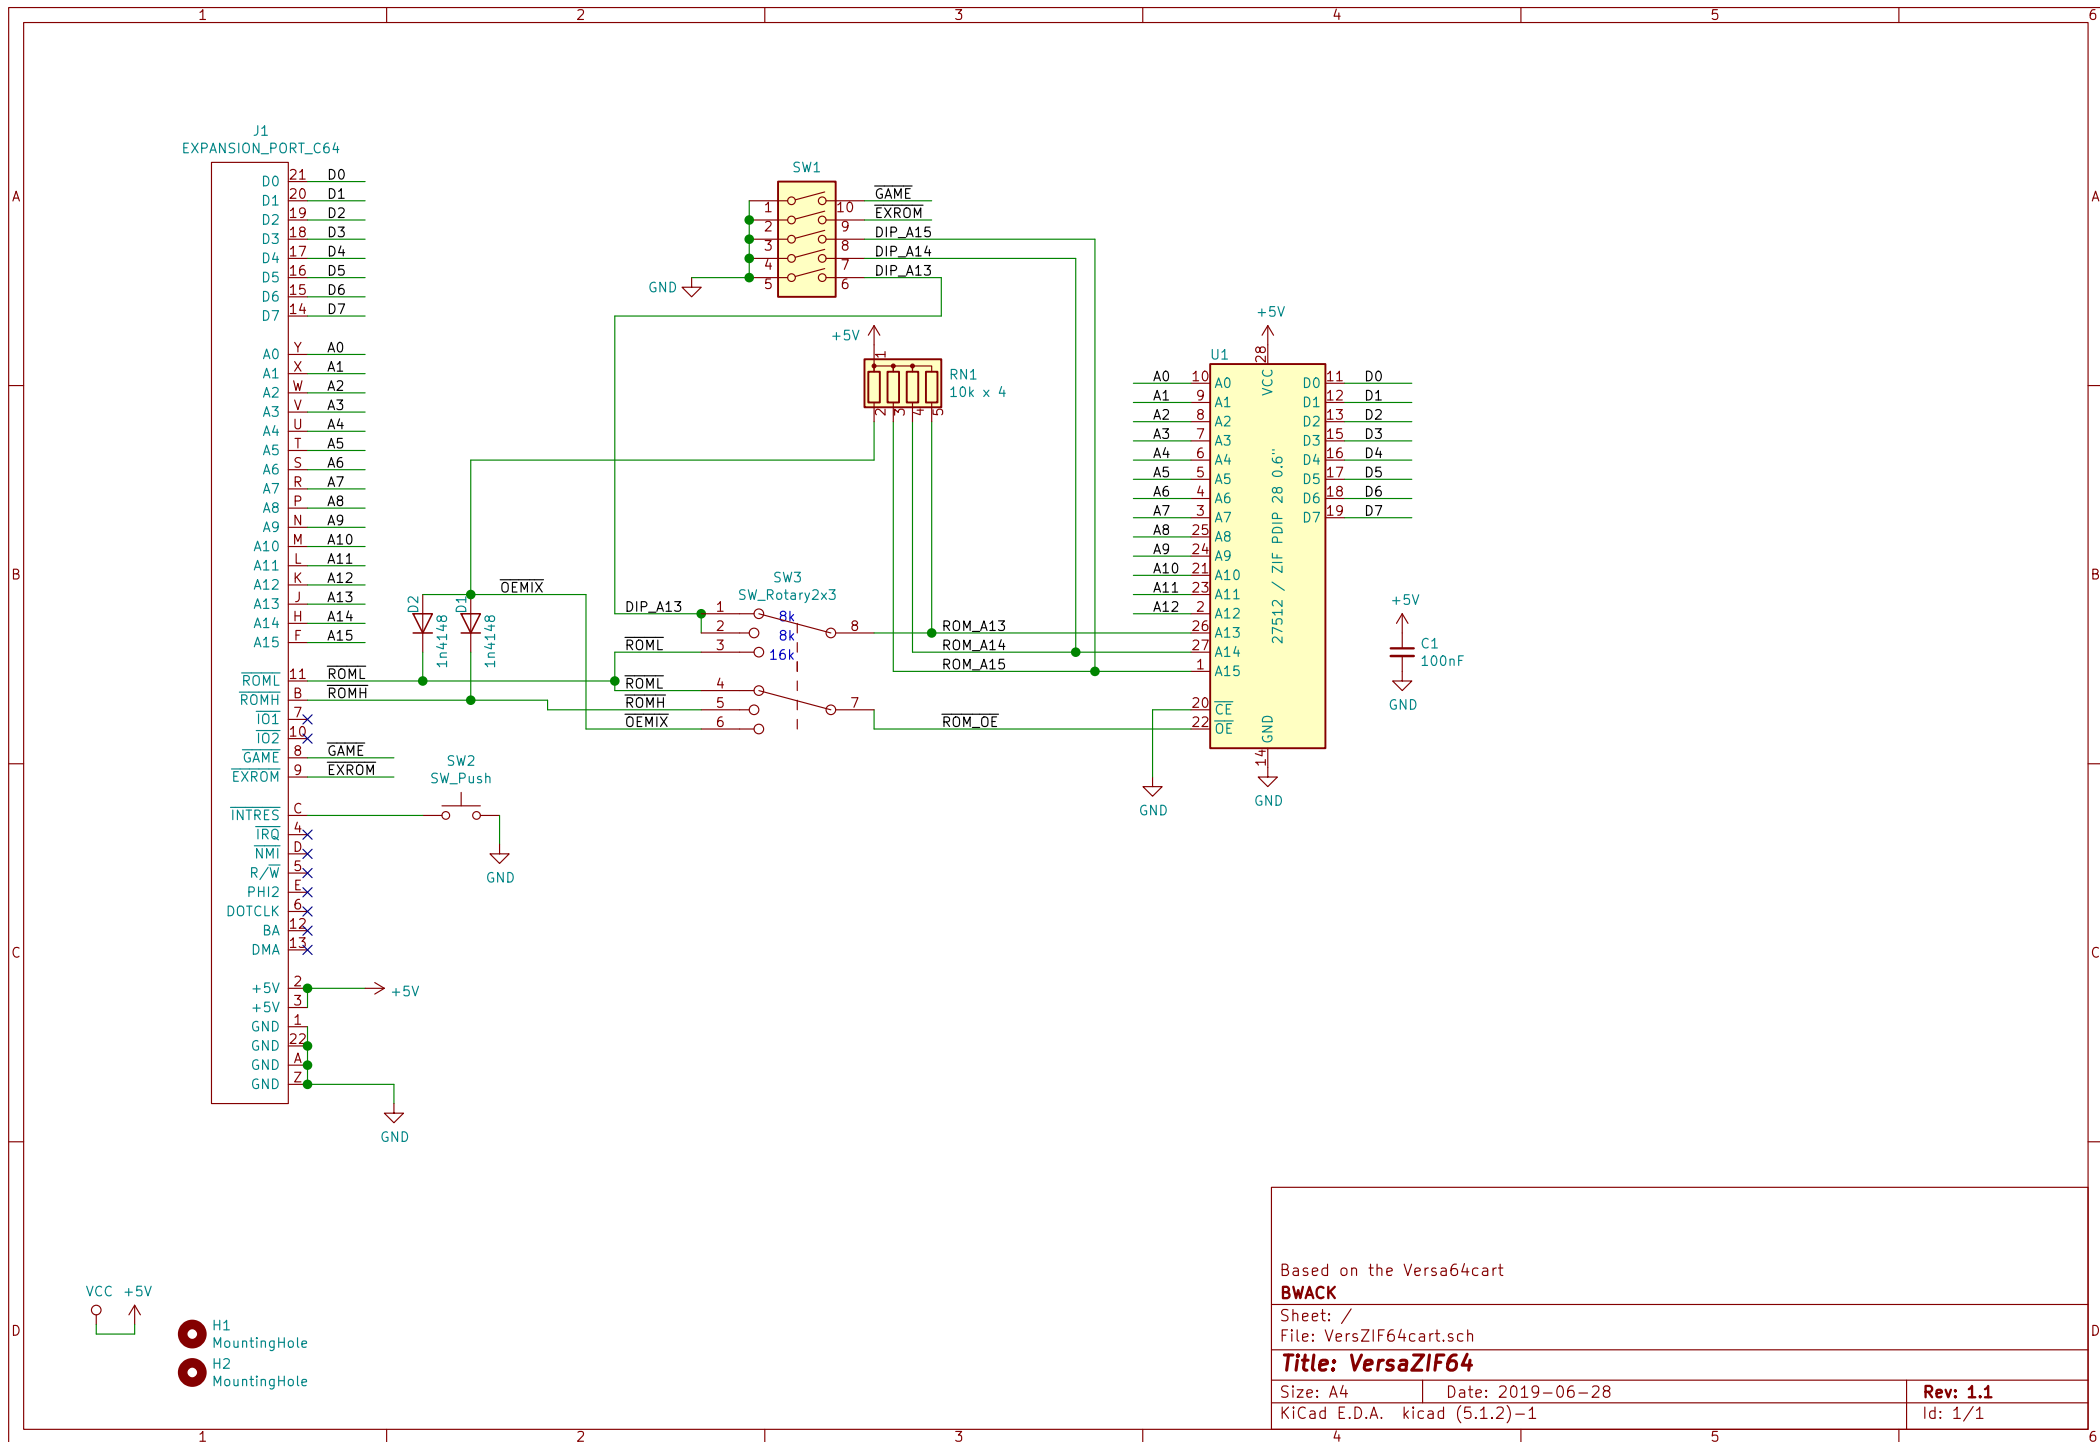 1 2 3 4 5 6
A
B
C
D
A
B
C
D
J1
EXPANSION_PORT_C64
D0 21 D0
D1 20 D1
D2 19 D2
D3 18 D3
D4 17 D4
D5 16 D5
D6 15 D6
D7 14 D7
A0 Y A0
A1 X A1
A2 W A2
A3 V A3
A4 U A4
A5 T A5
A6 S A6
A7 R A7
A8 P A8
A9 N A9
A10 M A10
A11 L A11
A12 K A12
A13 J A13
A14 H A14
A15 F A15
ROML 11 ROML
ROMH B ROMH
IO1 7
IO2 10
GAME 8 GAME
EXROM 9 EXROM
INTRES C
IRQ 4
NMI D
R/W 5
PHI2 E
DOTCLK 6
BA 12
DMA 13
+5V 2
+5V 3
GND 1
GND 22
GND A
GND Z
+5V
GND
D2
1n4148
D1
1n4148
OEMIX
SW2
SW_Push
GND
SW1
1 10 GAME
2 9 EXROM
3 8 DIP_A15
4 7 DIP_A14
5 6 DIP_A13
GND
+5V
1
RN1
10k x 4
2 3 4 5
SW3
SW_Rotary2x3
DIP_A13 1 8k
2 8k
ROML 3 16k
8
ROML 4
ROMH 5
OEMIX 6
7
ROM_A13
ROM_A14
ROM_A15
ROM_OE
+5V
U1
28
VCC
27512 / ZIF PDIP 28 0.6"
A0 10 A0
A1 9 A1
A2 8 A2
A3 7 A3
A4 6 A4
A5 5 A5
A6 4 A6
A7 3 A7
A8 25 A8
A9 24 A9
A10 21 A10
A11 23 A11
A12 2 A12
26 A13
27 A14
1 A15
20 CE
22 OE
D0 11 D0
D1 12 D1
D2 13 D2
D3 15 D3
D4 16 D4
D5 17 D5
D6 18 D6
D7 19 D7
GND
14
GND
GND
+5V
C1
100nF
GND
VCC +5V
H1
MountingHole
H2
MountingHole
Based on the Versa64cart
BWACK
Sheet: /
File: VersZIF64cart.sch
Title: VersaZIF64
Size: A4 Date: 2019-06-28 Rev: 1.1
KiCad E.D.A. kicad (5.1.2)-1 Id: 1/1
1 2 3 4 5 6